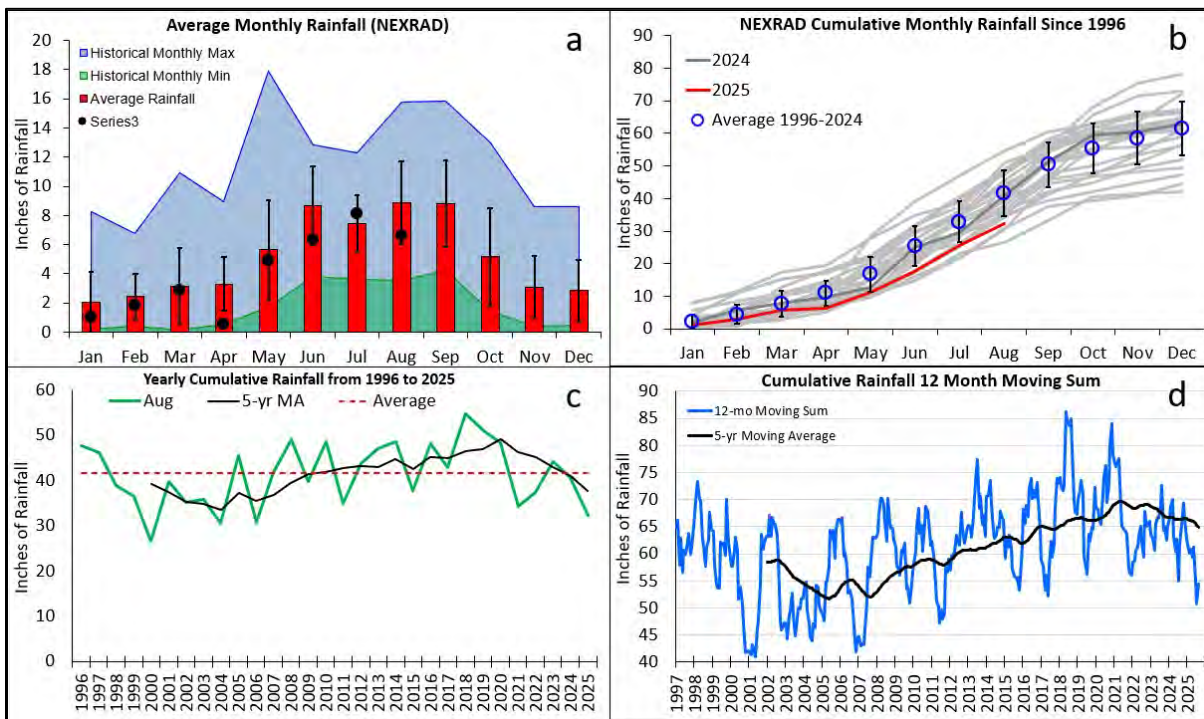 Average Monthly Rainfall (NEXRAD)
a
Inches of Rainfall
20
18
16
14
12
10
8
6
4
2
0
Historical Monthly Max
Historical Monthly Min
Average Rainfall
Series3
Jan Feb Mar Apr May Jun Jul Aug Sep Oct Nov Dec
NEXRAD Cumulative Monthly Rainfall Since 1996
b
Inches of Rainfall
90
80
70
60
50
40
30
20
10
0
2024
2025
Average 1996-2024
Jan Feb Mar Apr May Jun Jul Aug Sep Oct Nov Dec
Yearly Cumulative Rainfall from 1996 to 2025
c
Inches of Rainfall
60
50
40
30
20
10
0
Aug 5-yr MA Average
1996 1997 1998 1999 2000 2001 2002 2003 2004 2005 2006 2007 2008 2009 2010 2011 2012 2013 2014 2015 2016 2017 2018 2019 2020 2021 2022 2023 2024 2025
Cumulative Rainfall 12 Month Moving Sum
d
Inches of Rainfall
90
85
80
75
70
65
60
55
50
45
40
12-mo Moving Sum
5-yr Moving Average
1997 1998 1999 2000 2001 2002 2003 2004 2005 2006 2007 2008 2009 2010 2011 2012 2013 2014 2015 2016 2017 2018 2019 2020 2021 2022 2023 2024 2025